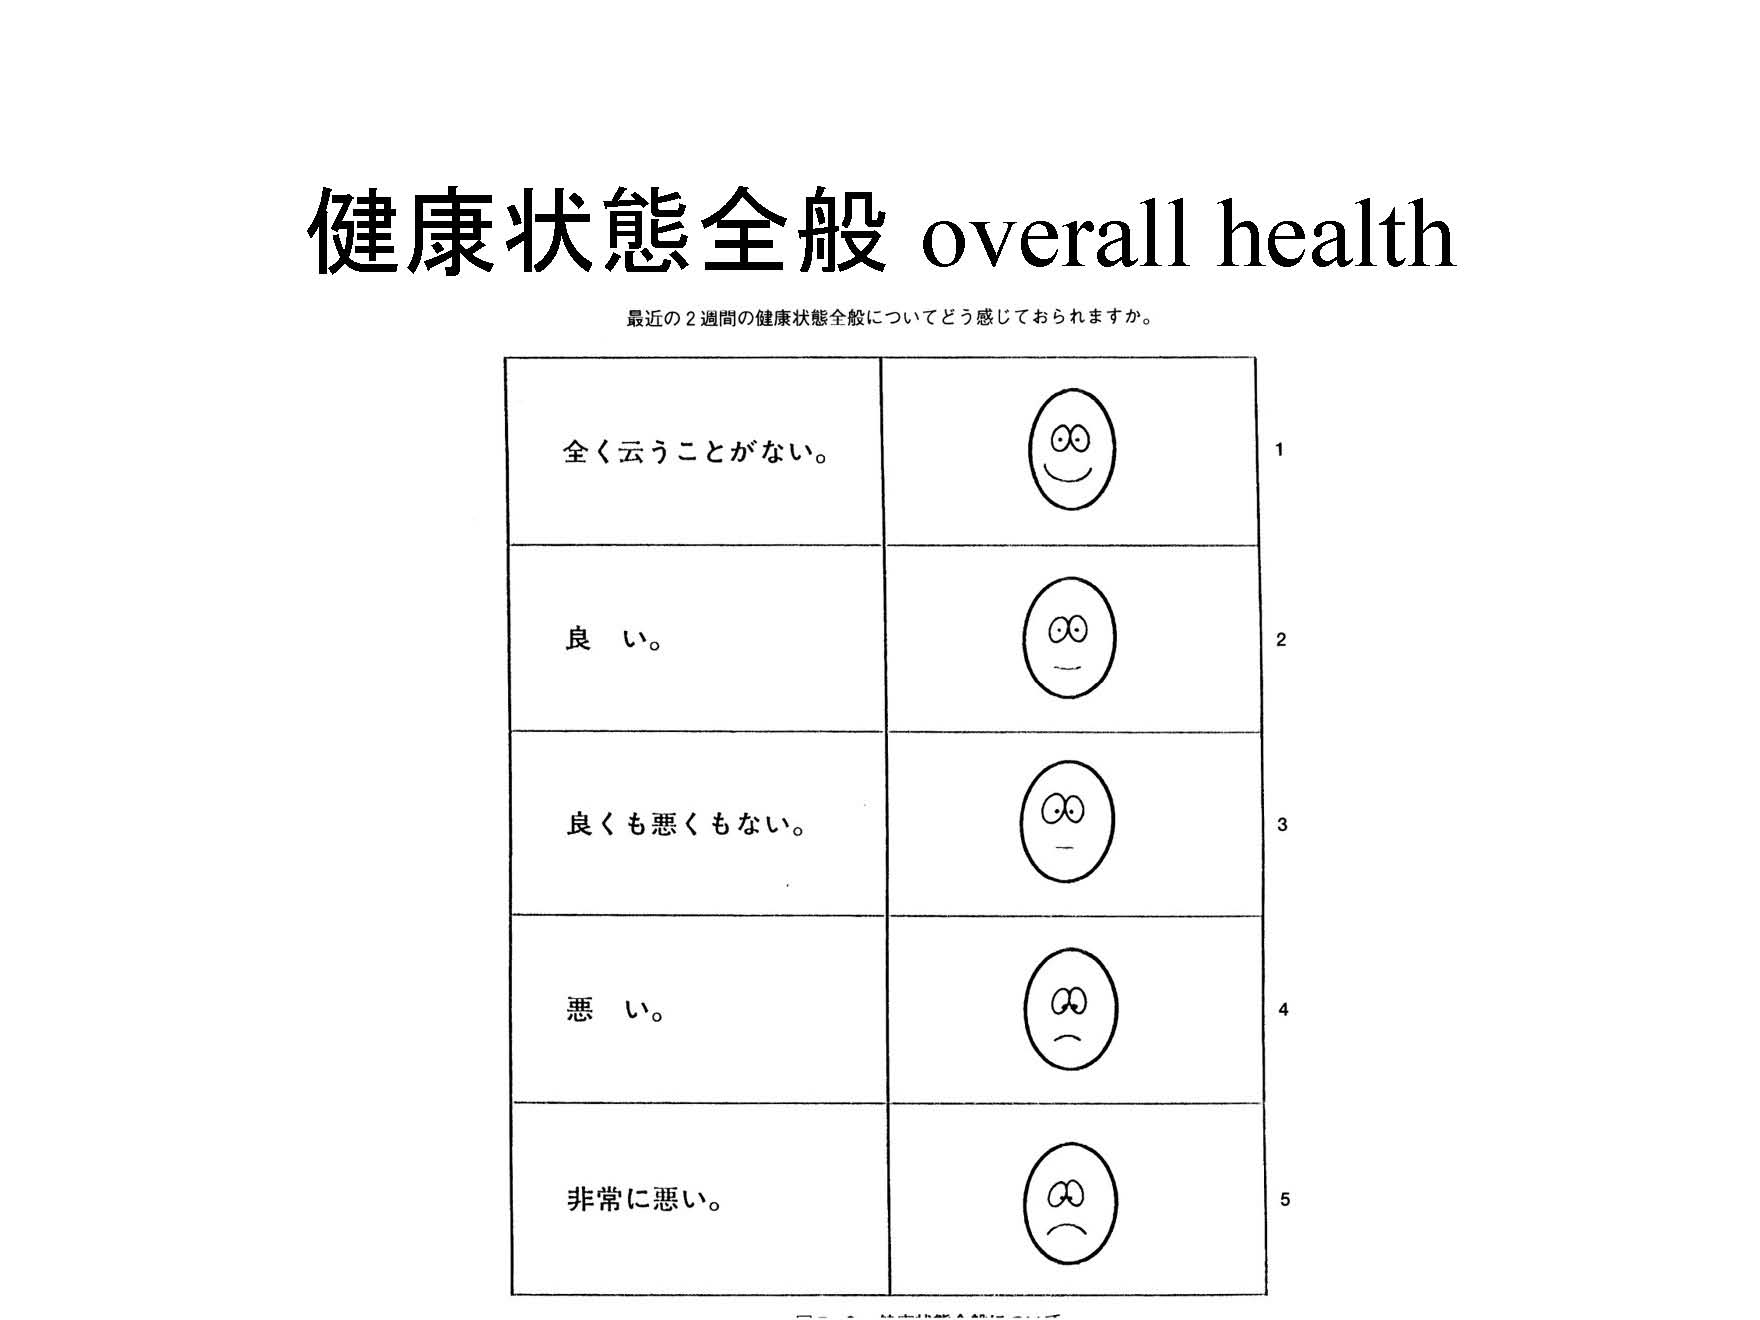 健康状態全般 overall health
最近の2週間の健康状態全般についてどう感じておられますか。
全く云うことがない。 1
良　い。 2
良くも悪くもない。 3
悪　い。 4
非常に悪い。 5